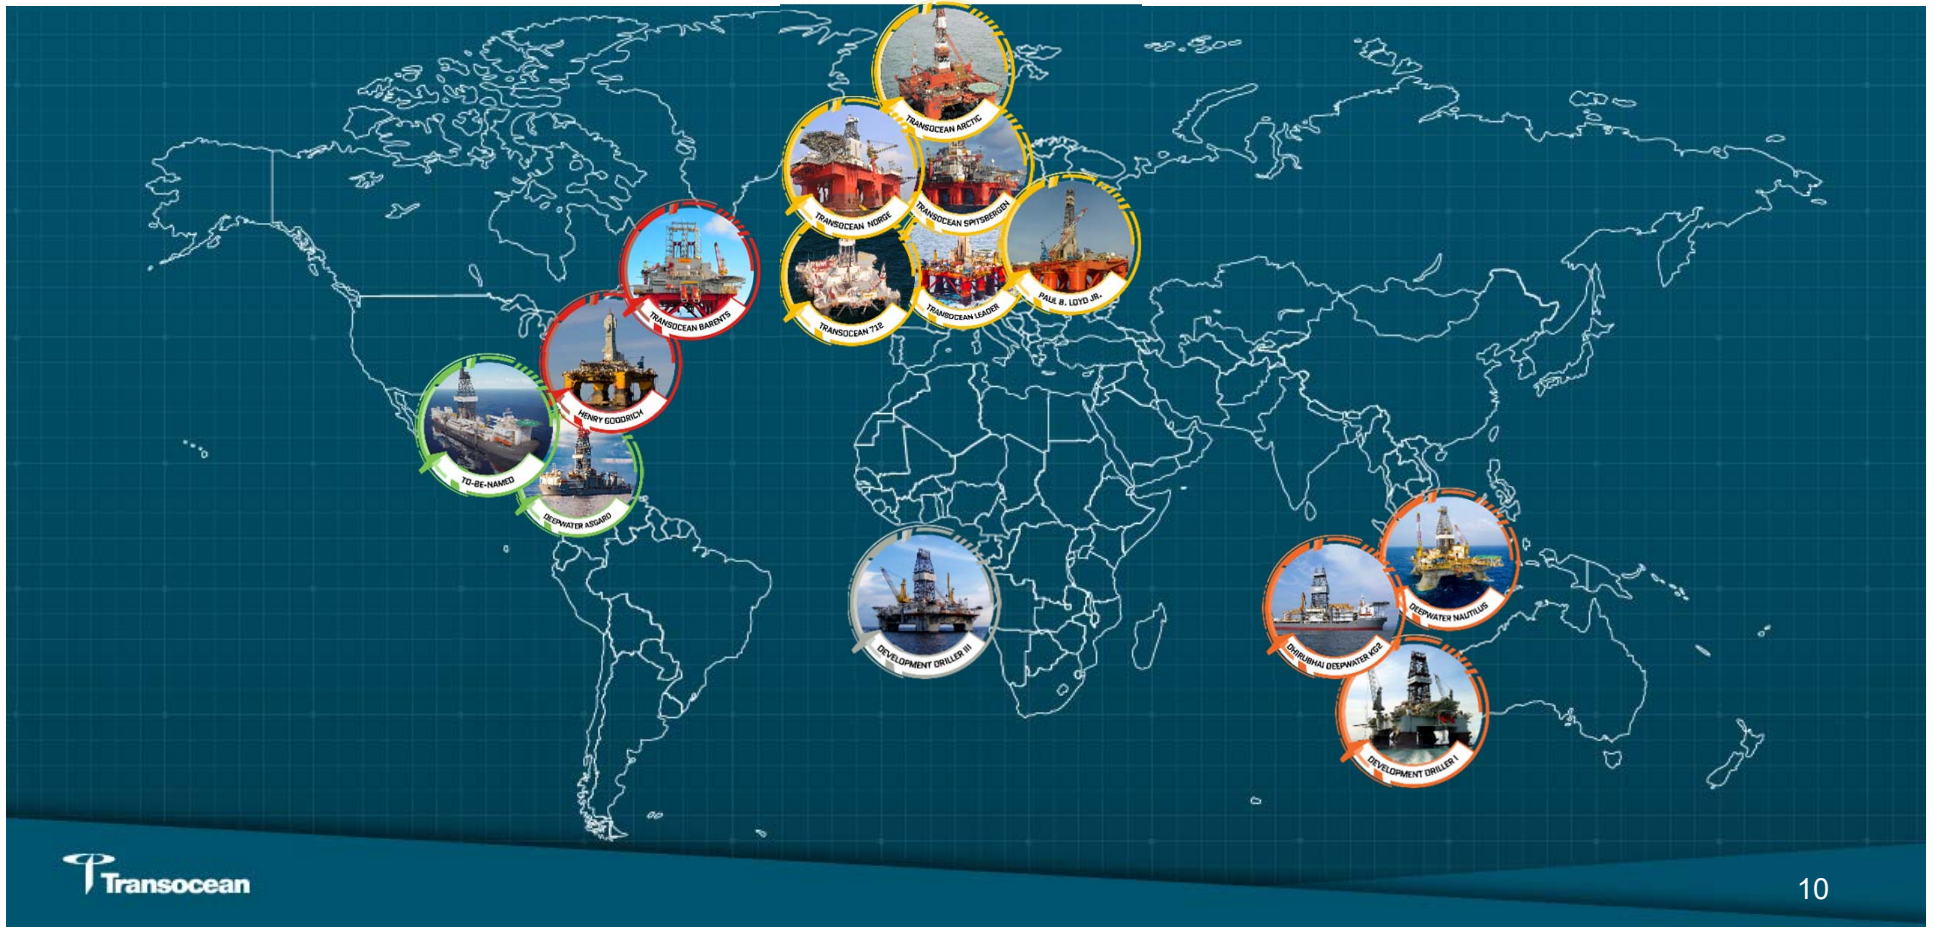 TRANSOCEAN ARCTIC
TRANSOCEAN NORGE
TRANSOCEAN SPITSBERGEN
TRANSOCEAN 712
TRANSOCEAN LEADER
PAUL B. LOYD JR.
TRANSOCEAN BARENTS
HENRY GOODRICH
TO-BE-NAMED
DEEPWATER ASGARD
DEVELOPMENT DRILLER III
DEEPWATER NAUTILUS
DHIRUBHAI DEEPWATER KG2
DEVELOPMENT DRILLER I
Transocean
10